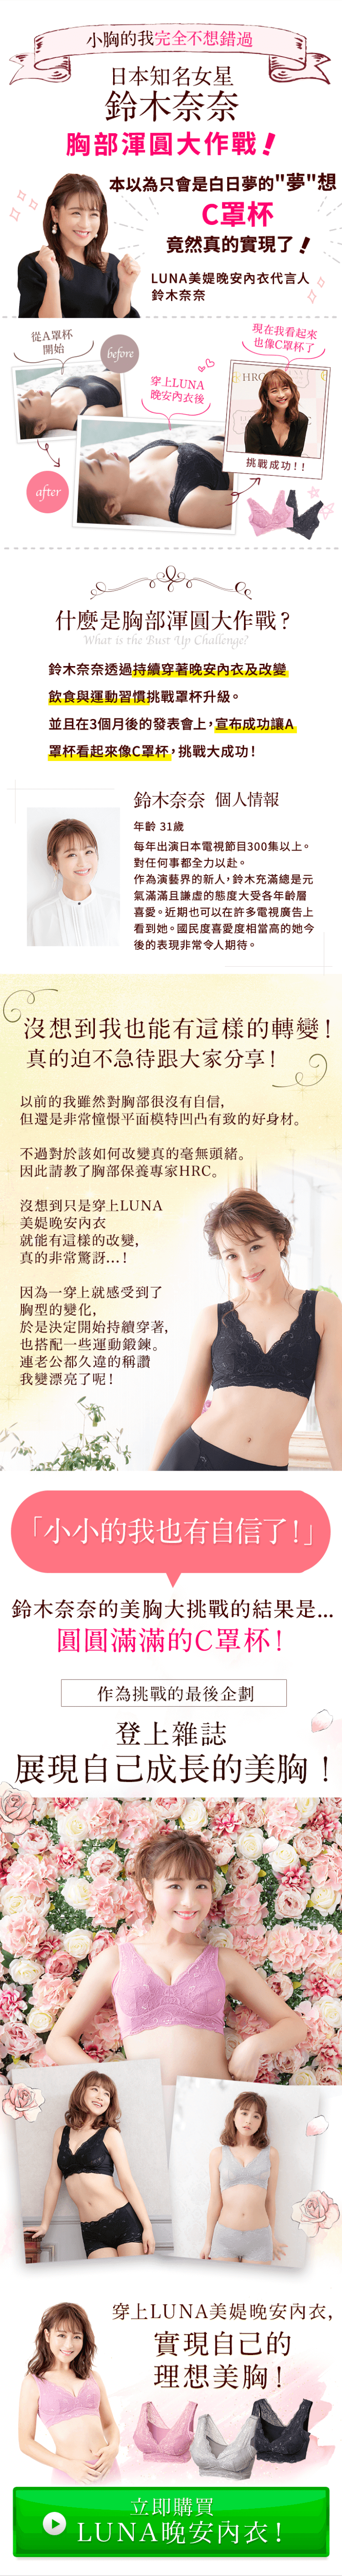 小胸的我完全不想錯過
日本知名女星
鈴木奈奈
胸部渾圓大作戰！
本以為只會是白日夢的"夢"想
C罩杯
竟然真的實現了！
LUNA美媞晚安內衣代言人
鈴木奈奈
從A罩杯
開始
before
穿上LUNA
晚安內衣後
after
現在我看起來
也像C罩杯了
HRC
挑戰成功！！
什麼是胸部渾圓大作戰？
What is the Bust Up Challenge?
鈴木奈奈透過持續穿著晚安內衣及改變
飲食與運動習慣挑戰罩杯升級。
並且在3個月後的發表會上，宣布成功讓A
罩杯看起來像C罩杯，挑戰大成功！
鈴木奈奈 個人情報
年齡 31歲
每年出演日本電視節目300集以上。
對任何事都全力以赴。
作為演藝界的新人，鈴木充滿總是元
氣滿滿且謙虛的態度大受各年齡層
喜愛。近期也可以在許多電視廣告上
看到她。國民度喜愛度相當高的她今
後的表現非常令人期待。
沒想到我也能有這樣的轉變！
真的迫不急待跟大家分享！
以前的我雖然對胸部很沒有自信，
但還是非常憧憬平面模特凹凸有致的好身材。
不過對於該如何改變真的毫無頭緒。
因此請教了胸部保養專家HRC。
沒想到只是穿上LUNA
美媞晚安內衣
就能有這樣的改變，
真的非常驚訝...！
因為一穿上就感受到了
胸型的變化，
於是決定開始持續穿著，
也搭配一些運動鍛鍊。
連老公都久違的稱讚
我變漂亮了呢！
「小小的我也有自信了！」
鈴木奈奈的美胸大挑戰的結果是...
圓圓滿滿的C罩杯！
作為挑戰的最後企劃
登上雜誌
展現自己成長的美胸！
穿上LUNA美媞晚安內衣，
實現自己的
理想美胸！
立即購買
LUNA晚安內衣！